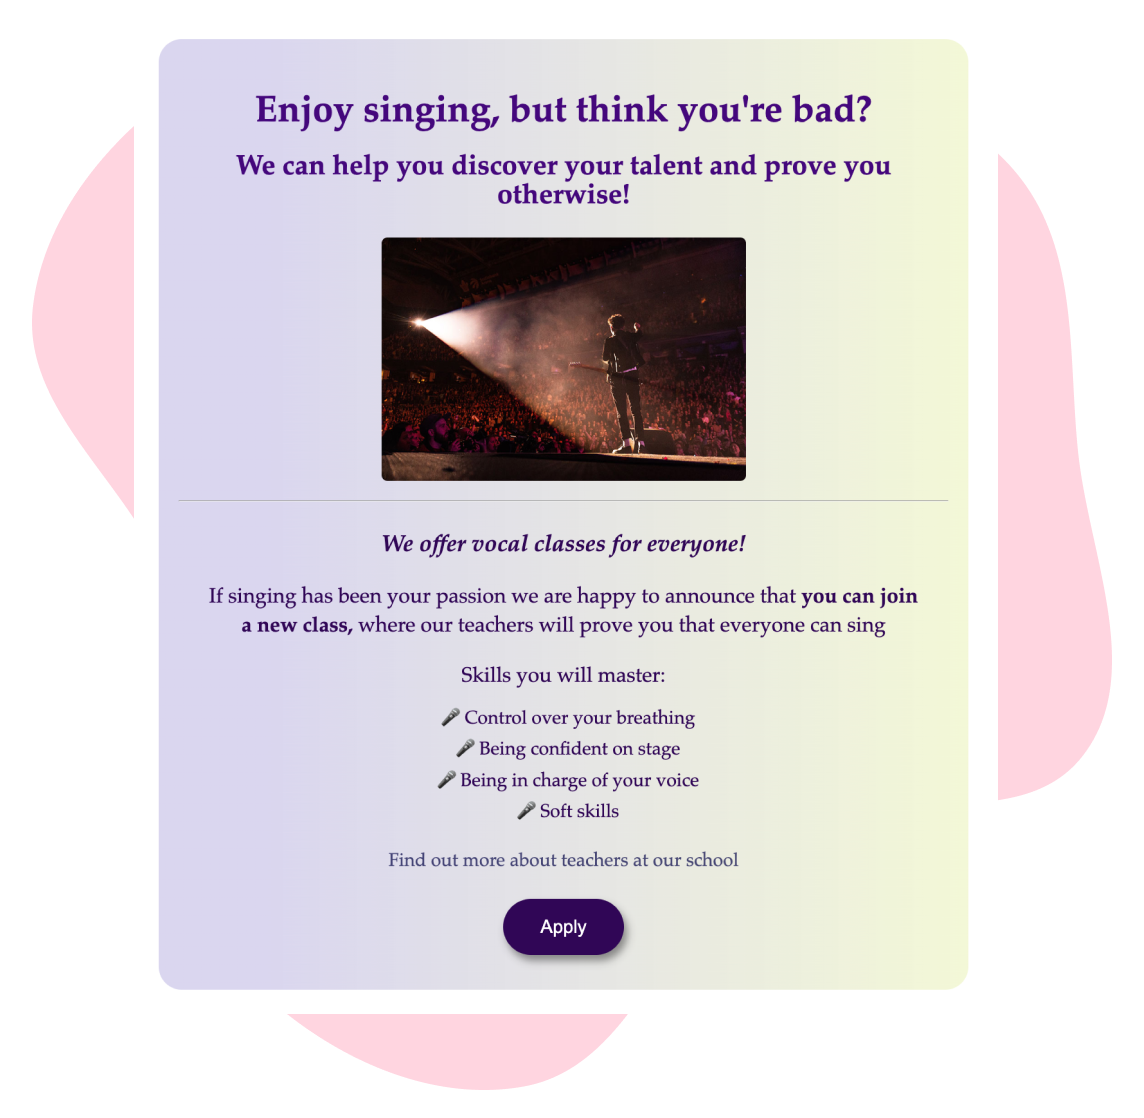 Enjoy singing, but think you're bad?
We can help you discover your talent and prove you
otherwise!
We offer vocal classes for everyone!
If singing has been your passion we are happy to announce that you can join
a new class, where our teachers will prove you that everyone can sing
Skills you will master:
🎤 Control over your breathing
🎤 Being confident on stage
🎤 Being in charge of your voice
🎤 Soft skills
Find out more about teachers at our school
Apply